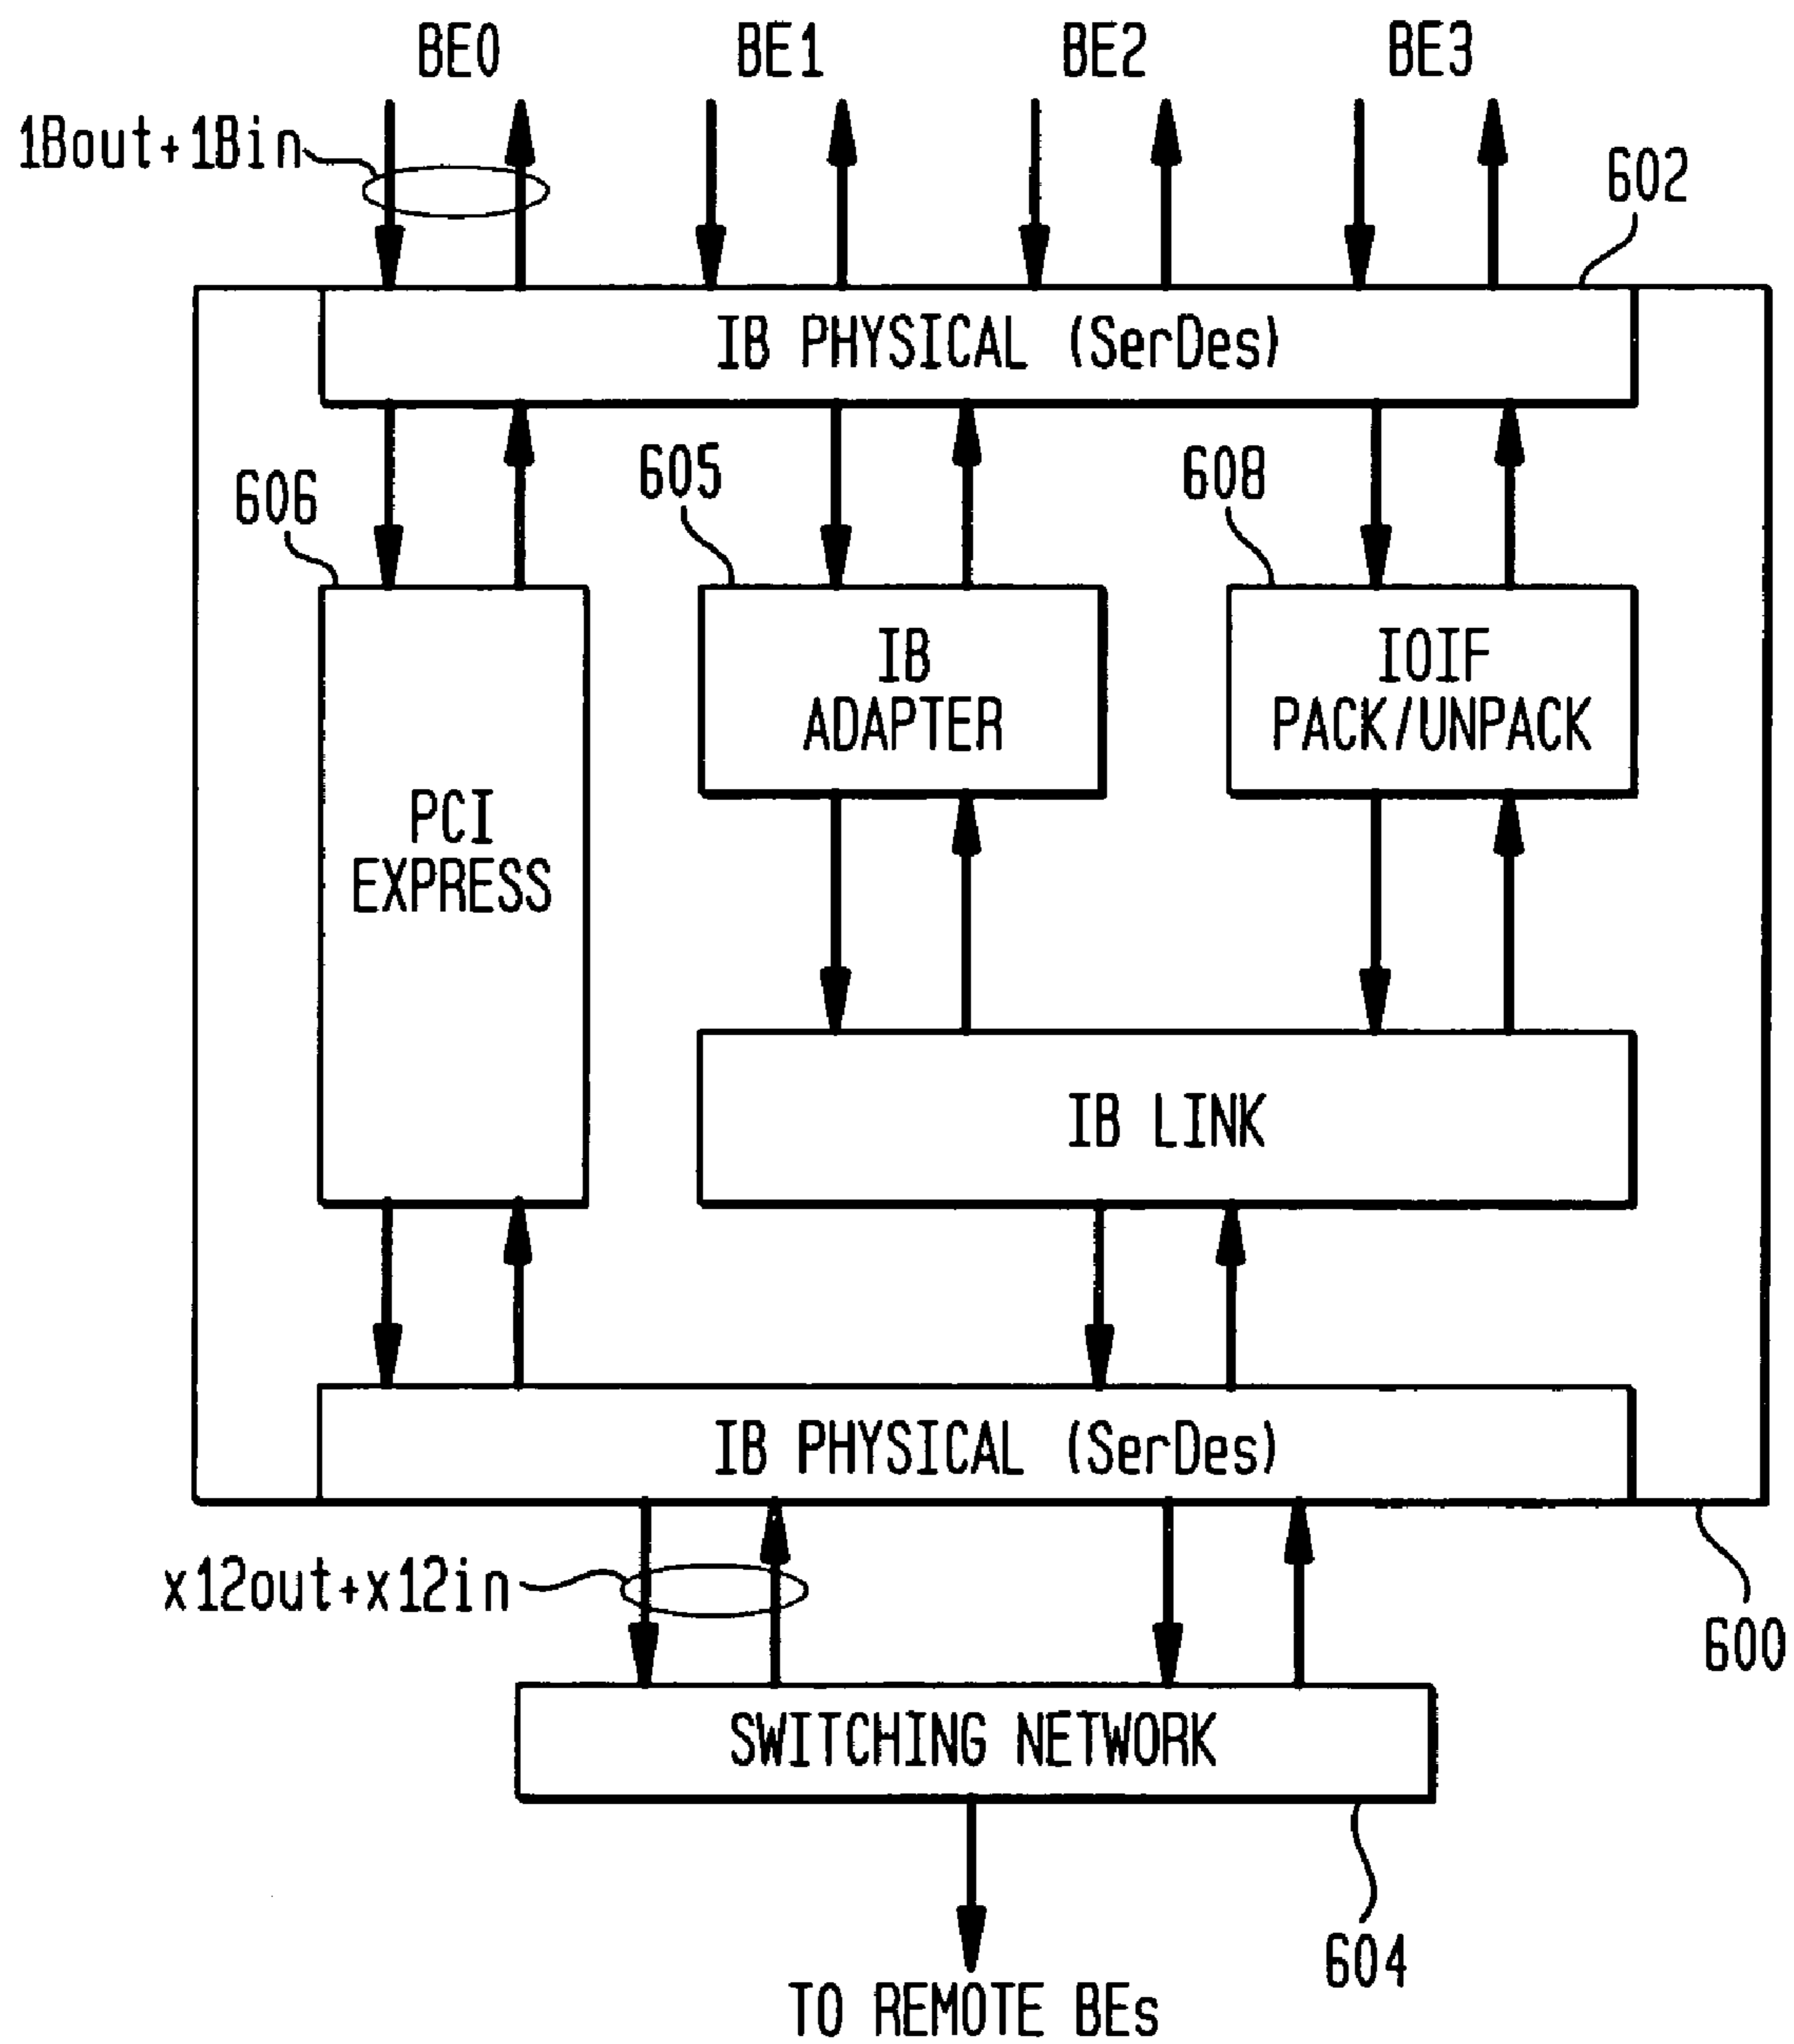 BE0 BE1 BE2 BE3
1Bout+1Bin
602
IB PHYSICAL (SerDes)
606
605
608
IB
ADAPTER
IOIF
PACK/UNPACK
PCI
EXPRESS
IB LINK
IB PHYSICAL (SerDes)
x12out+x12in
600
SWITCHING NETWORK
604
TO REMOTE BEs